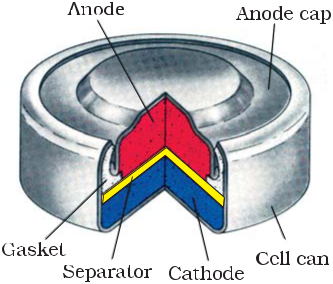 Anode
Anode cap
Gasket
Separator
Cathode
Cell can